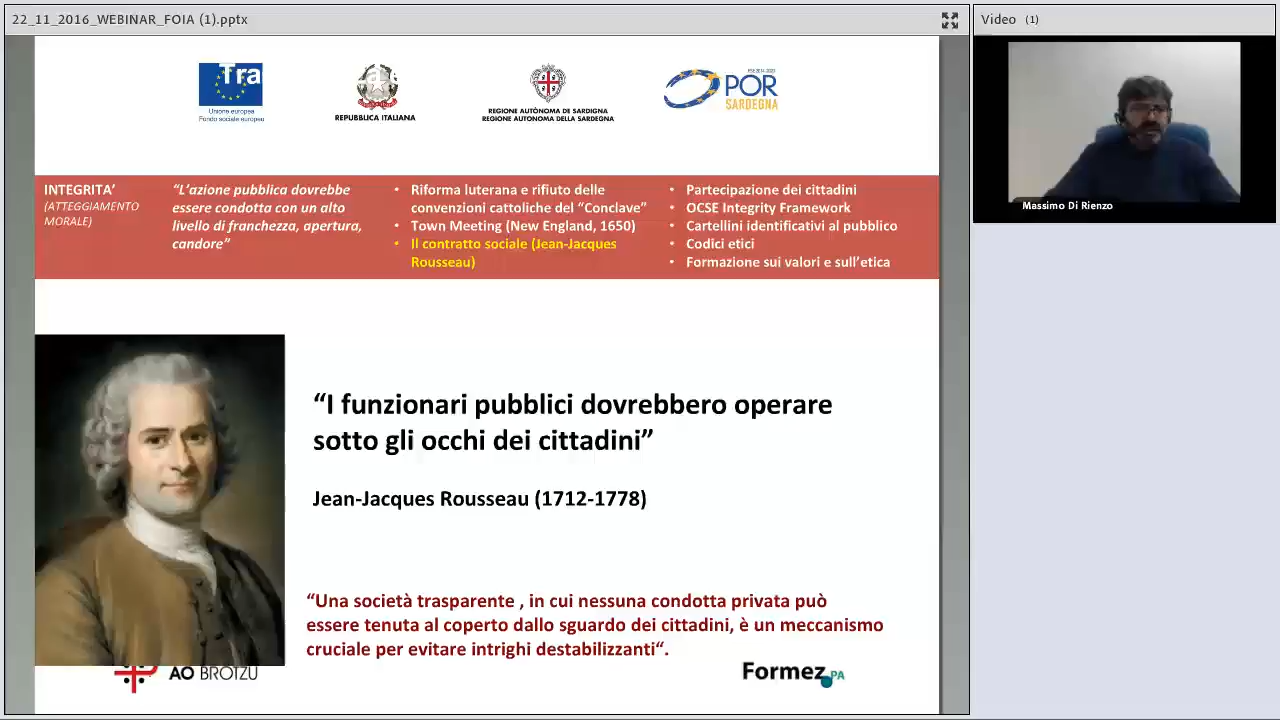 22_11_2016_WEBINAR_FOIA (1).pptx
Video (1)
Tra
Unione europea
Fondo sociale europeo
REPUBBLICA ITALIANA
REGIONE AUTÒNOMA DE SARDIGNA
REGIONE AUTONOMA DELLA SARDEGNA
FSE 2014-2020
POR
SARDEGNA
Massimo Di Rienzo
INTEGRITA’
(ATTEGGIAMENTO
MORALE)
“L’azione pubblica dovrebbe
essere condotta con un alto
livello di franchezza, apertura,
candore”
• Riforma luterana e rifiuto delle
convenzioni cattoliche del “Conclave”
• Town Meeting (New England, 1650)
• Il contratto sociale (Jean-Jacques
Rousseau)
• Partecipazione dei cittadini
• OCSE Integrity Framework
• Cartellini identificativi al pubblico
• Codici etici
• Formazione sui valori e sull’etica
“I funzionari pubblici dovrebbero operare
sotto gli occhi dei cittadini”
Jean-Jacques Rousseau (1712-1778)
“Una società trasparente , in cui nessuna condotta privata può
essere tenuta al coperto dallo sguardo dei cittadini, è un meccanismo
cruciale per evitare intrighi destabilizzanti“.
AO BROTZU
Formez PA